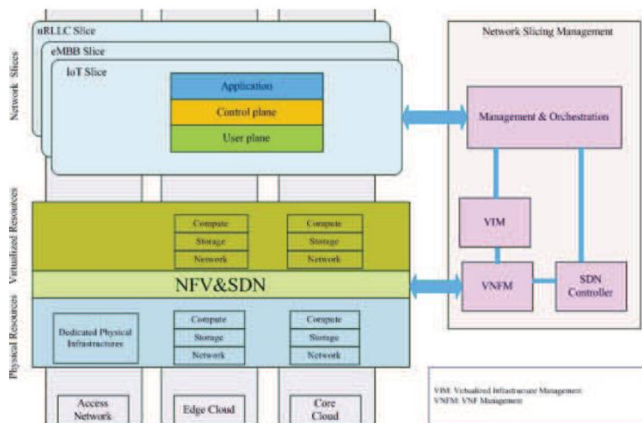 uRLLC Slice
eMBB Slice
IoT Slice
Application
Control plane
User plane
Network Slices
Virtualized Resources
Compute
Storage
Network
Compute
Storage
Network
NFV&SDN
Physical Resources
Dedicated Physical
Infrastructures
Compute
Storage
Network
Compute
Storage
Network
Access
Network
Edge Cloud
Core
Cloud
Network Slicing Management
Management & Orchestration
VIM
VNFM
SDN
Controller
VIM: Virtualized Infrastructure Management
VNFM: VNF Management